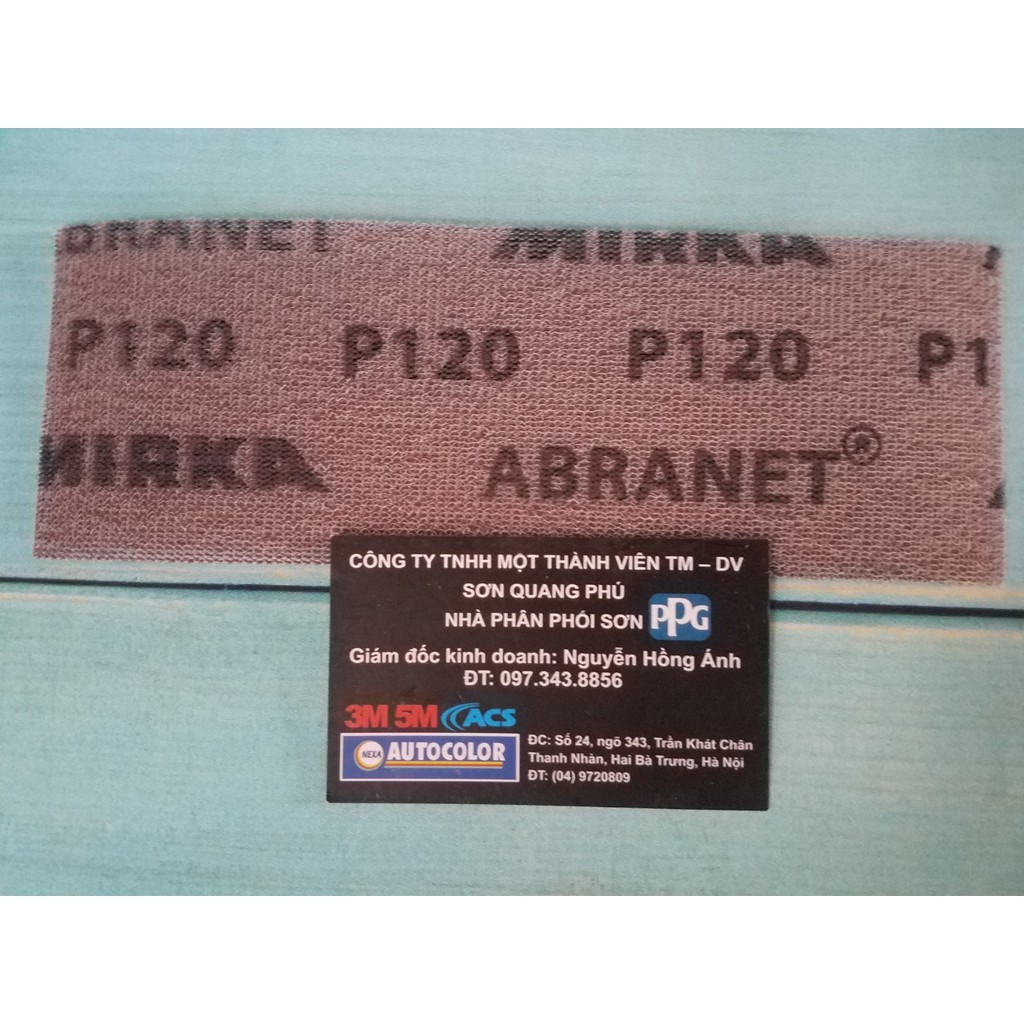 ABRANET MIRKA
P120 P120 P120 P1
MIRKA ABRANET®
CÔNG TY TNHH MỘT THÀNH VIÊN TM – DV
SƠN QUANG PHÚ
NHÀ PHÂN PHÓI SƠN PPG
Giám đốc kinh doanh: Nguyễn Hồng Ánh
ĐT: 097.343.8856
3M 5M ACS
NEXA AUTOCOLOR
ĐC: Số 24, ngõ 343, Trần Khát Chân
Thanh Nhàn, Hai Bà Trưng, Hà Nội
ĐT: (04) 9720809